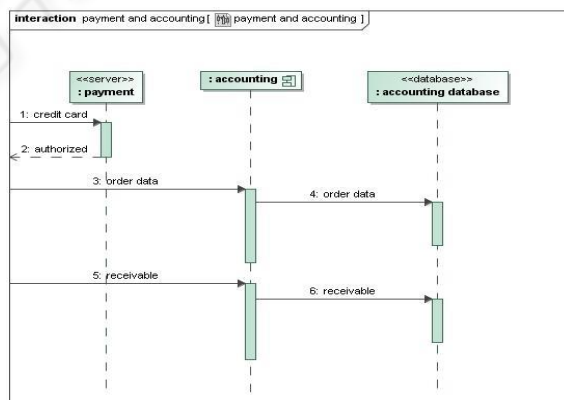 interaction payment and accounting [ payment and accounting ]
<<server>>
: payment
: accounting
<<database>>
: accounting database
1: credit card
2: authorized
3: order data
4: order data
5: receivable
6: receivable